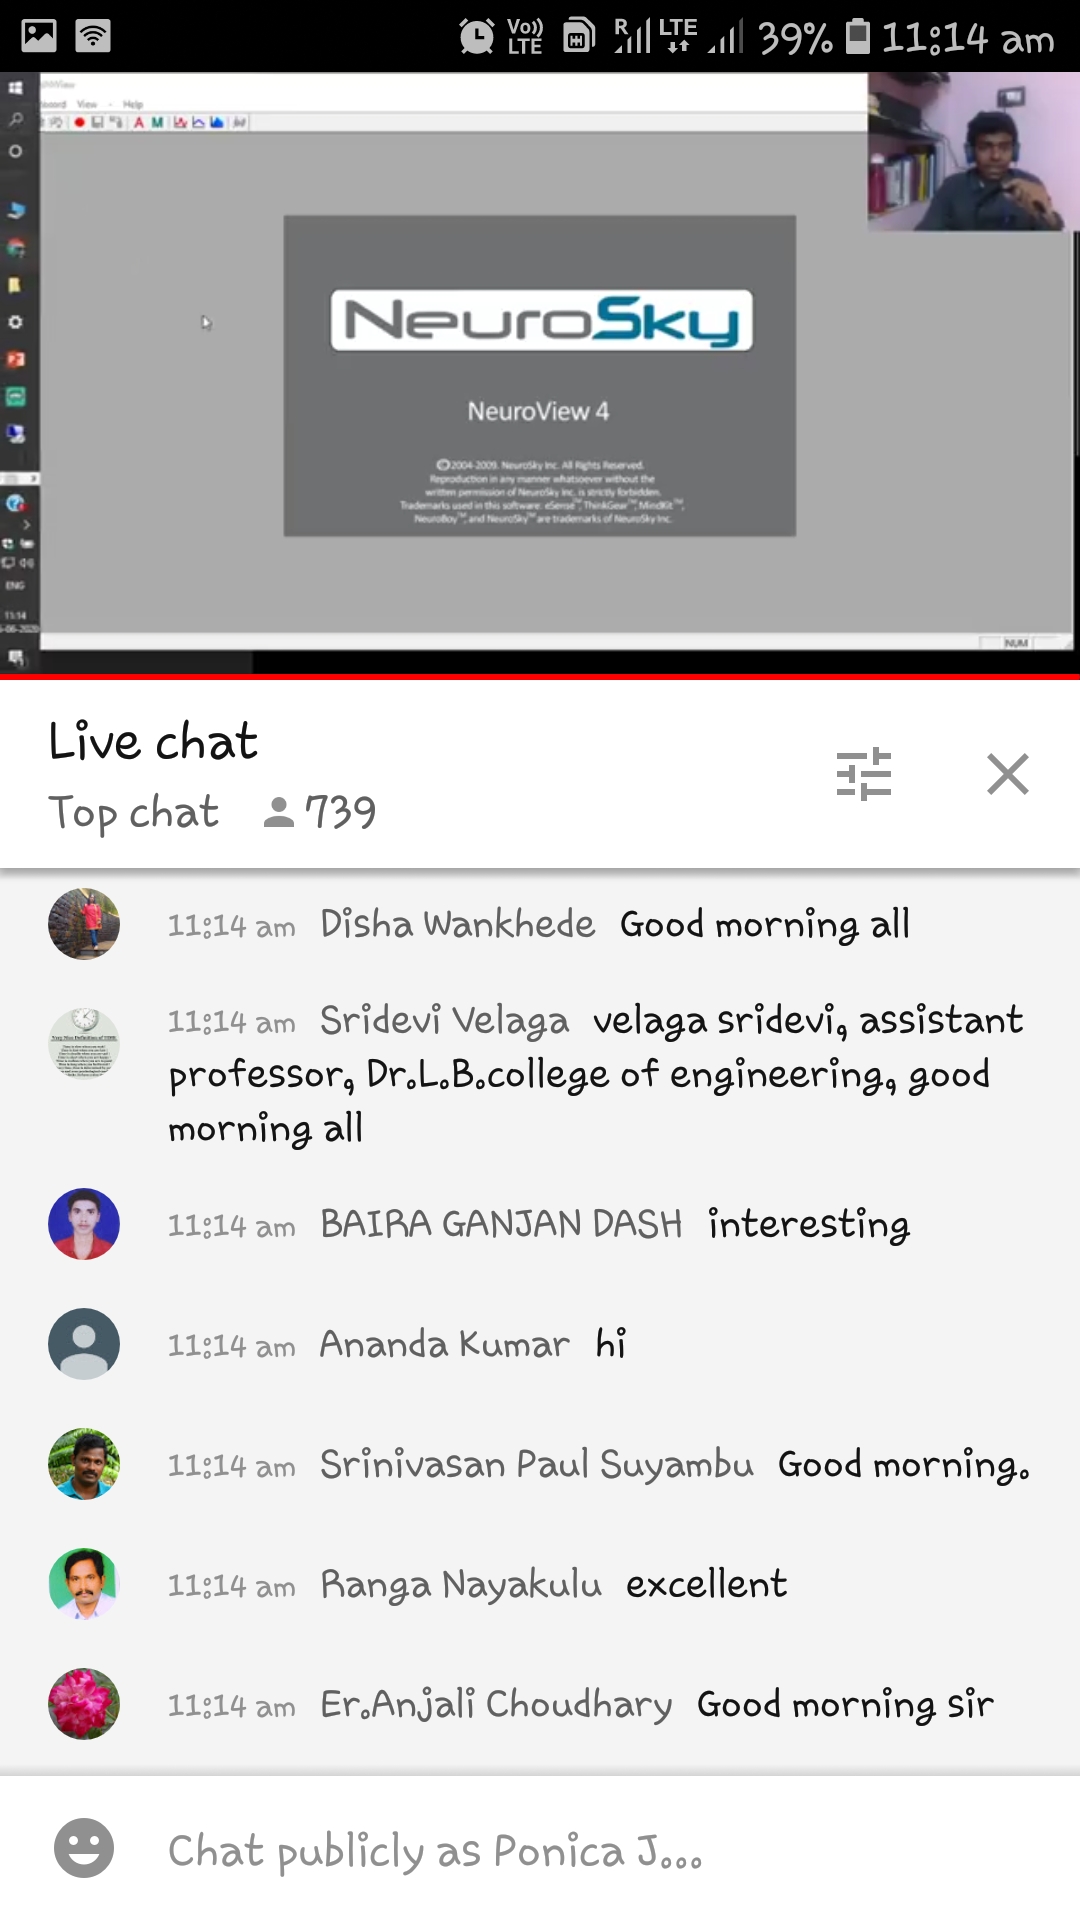 Vo)) LTE R LTE 39% 11:14 am
View Help
A M
NeuroSky
NeuroView 4
©2004-2009. NeuroSky Inc. All Rights Reserved.
Reproduction in any manner whatsoever without the
written permission of NeuroSky Inc. is strictly forbidden.
Trademarks used in this software: eSense™, ThinkGear™, MindKit™,
NeuroBoy™, and NeuroSky™ are trademarks of NeuroSky Inc.
ENG
11:14
NUM
Live chat
Top chat 739
11:14 am Disha Wankhede Good morning all
11:14 am Sridevi Velaga velaga sridevi, assistant
professor, Dr.L.B.college of engineering, good
morning all
11:14 am BAIRA GANJAN DASH interesting
11:14 am Ananda Kumar hi
11:14 am Srinivasan Paul Suyambu Good morning.
11:14 am Ranga Nayakulu excellent
11:14 am Er.Anjali Choudhary Good morning sir
Chat publicly as Ponica J...